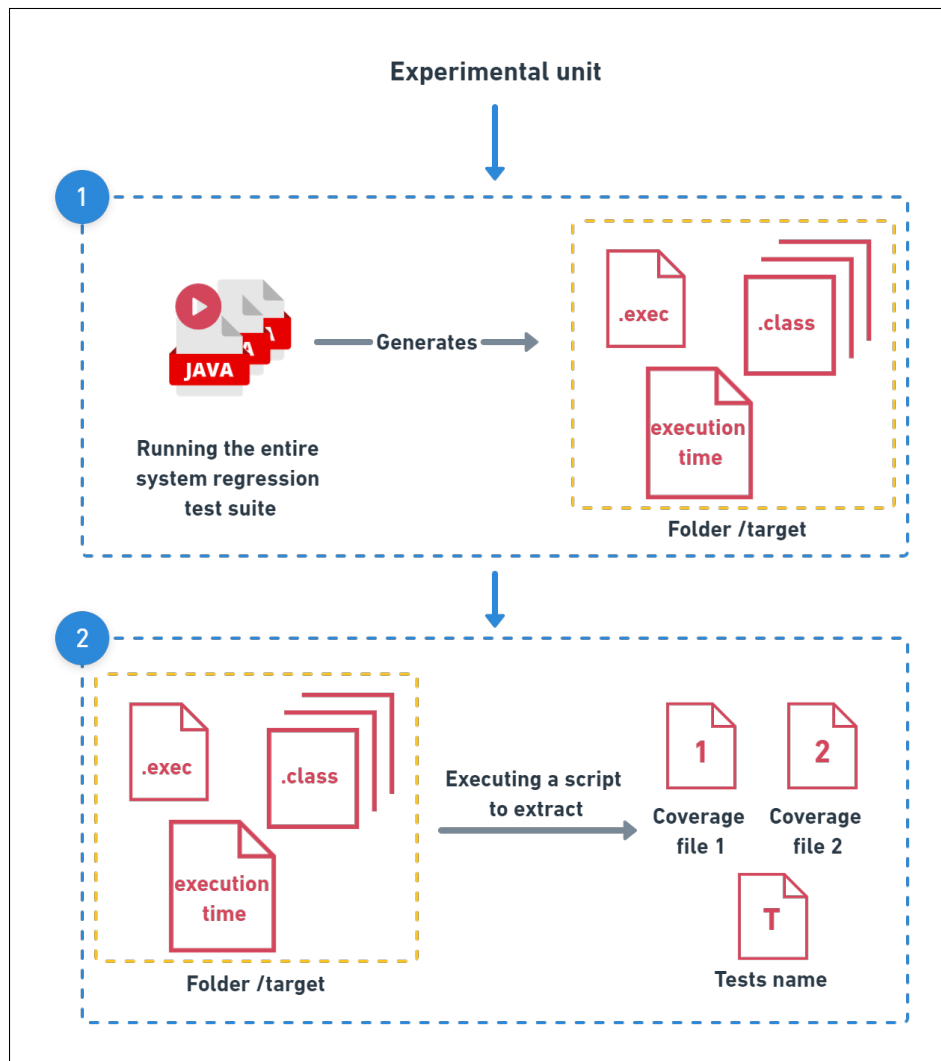 Experimental unit
1
.exec
.class
JAVA
A
A
Generates
execution
time
Running the entire
system regression
test suite
Folder /target
2
.exec
.class
execution
time
Folder /target
Executing a script
to extract
1
2
Coverage
file 1
Coverage
file 2
T
Tests name